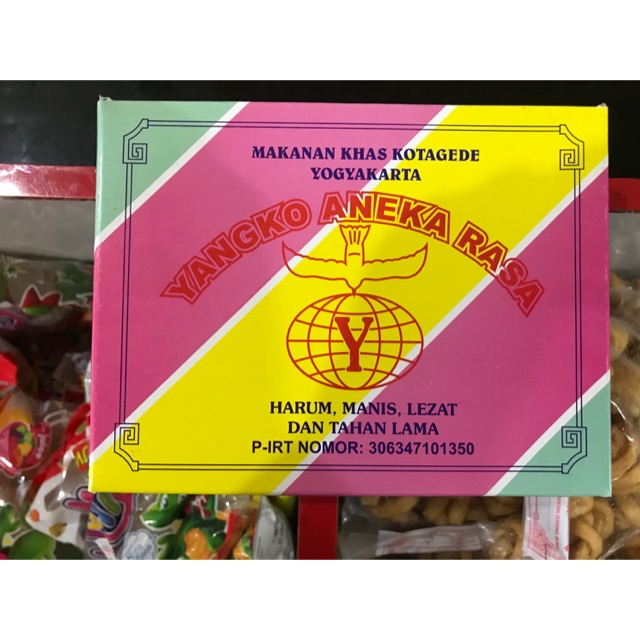 MAKANAN KHAS KOTAGEDE
YOGYAKARTA
YANGKO ANEKA RASA
Y
HARUM, MANIS, LEZAT
DAN TAHAN LAMA
P-IRT NOMOR: 306347101350